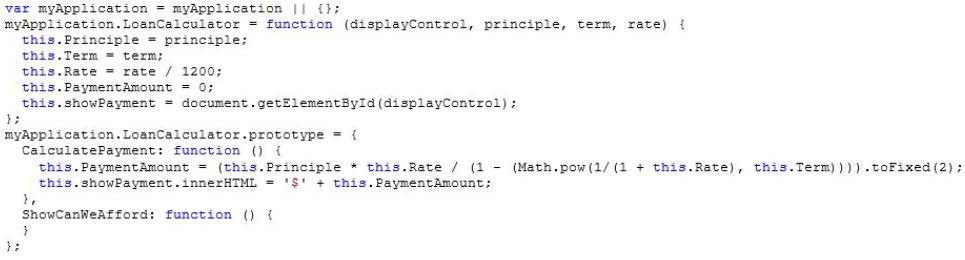 var myApplication = myApplication || {};
myApplication.LoanCalculator = function (displayControl, principle, term, rate) {
  this.Principle = principle;
  this.Term = term;
  this.Rate = rate / 1200;
  this.PaymentAmount = 0;
  this.showPayment = document.getElementById(displayControl);
};
myApplication.LoanCalculator.prototype = {
  CalculatePayment: function () {
    this.PaymentAmount = (this.Principle * this.Rate / (1 - (Math.pow(1/(1 + this.Rate), this.Term)))).toFixed(2);
    this.showPayment.innerHTML = '$' + this.PaymentAmount;
  },
  ShowCanWeAfford: function () {
  }
};